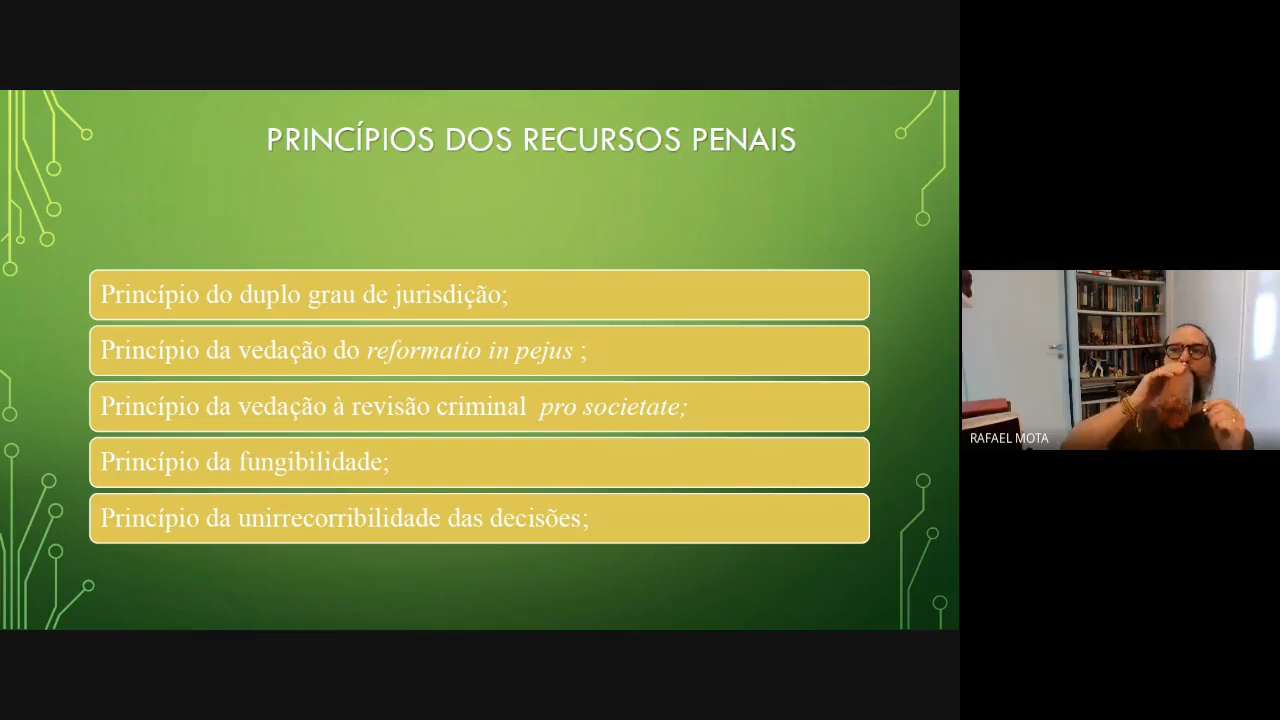 PRINCÍPIOS DOS RECURSOS PENAIS
Princípio do duplo grau de jurisdição;
Princípio da vedação do reformatio in pejus ;
Princípio da vedação à revisão criminal pro societate;
Princípio da fungibilidade;
Princípio da unirrecorribilidade das decisões;
RAFAEL MOTA